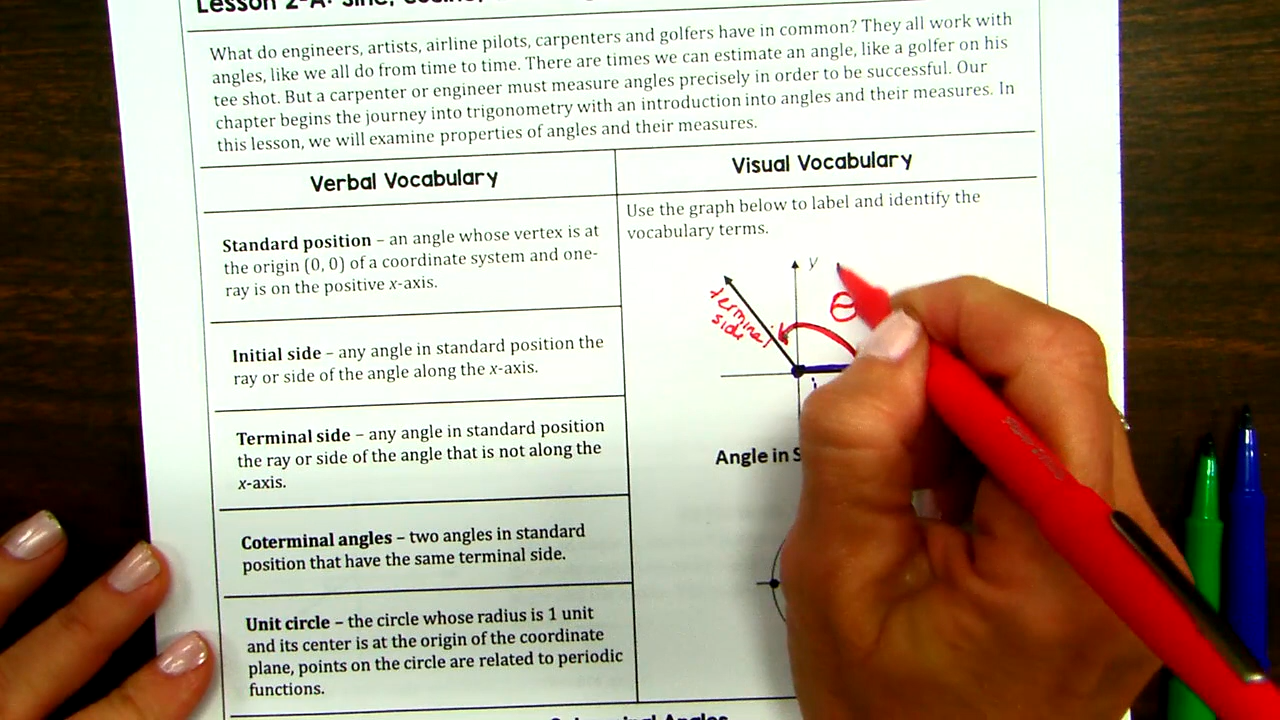 Lesson 2-A: Sine, Cosine,
What do engineers, artists, airline pilots, carpenters and golfers have in common? They all work with
angles, like we all do from time to time. There are times we can estimate an angle, like a golfer on his
tee shot. But a carpenter or engineer must measure angles precisely in order to be successful. Our
chapter begins the journey into trigonometry with an introduction into angles and their measures. In
this lesson, we will examine properties of angles and their measures.
Verbal Vocabulary
Visual Vocabulary
Standard position – an angle whose vertex is at
the origin (0, 0) of a coordinate system and one-
ray is on the positive x-axis.
Initial side – any angle in standard position the
ray or side of the angle along the x-axis.
Terminal side – any angle in standard position
the ray or side of the angle that is not along the
x-axis.
Coterminal angles – two angles in standard
position that have the same terminal side.
Unit circle – the circle whose radius is 1 unit
and its center is at the origin of the coordinate
plane, points on the circle are related to periodic
functions.
Use the graph below to label and identify the
vocabulary terms.
y
terminal
side
θ
Angle in S
Angles